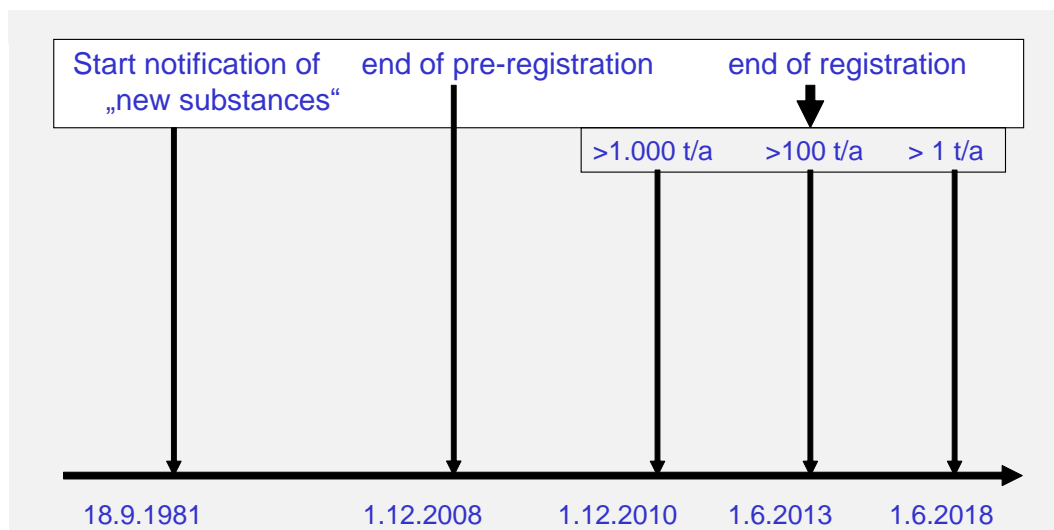 Start notification of
„new substances“
end of pre-registration
end of registration
>1.000 t/a
>100 t/a
> 1 t/a
18.9.1981
1.12.2008
1.12.2010
1.6.2013
1.6.2018